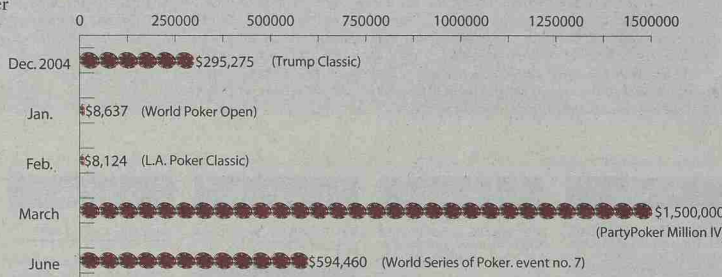 er
0 250000 500000 750000 1000000 1250000 1500000
Dec. 2004 $295,275 (Trump Classic)
Jan. $8,637 (World Poker Open)
Feb. $8,124 (L.A. Poker Classic)
March $1,500,000
(PartyPoker Million IV
June $594,460 (World Series of Poker. event no. 7)